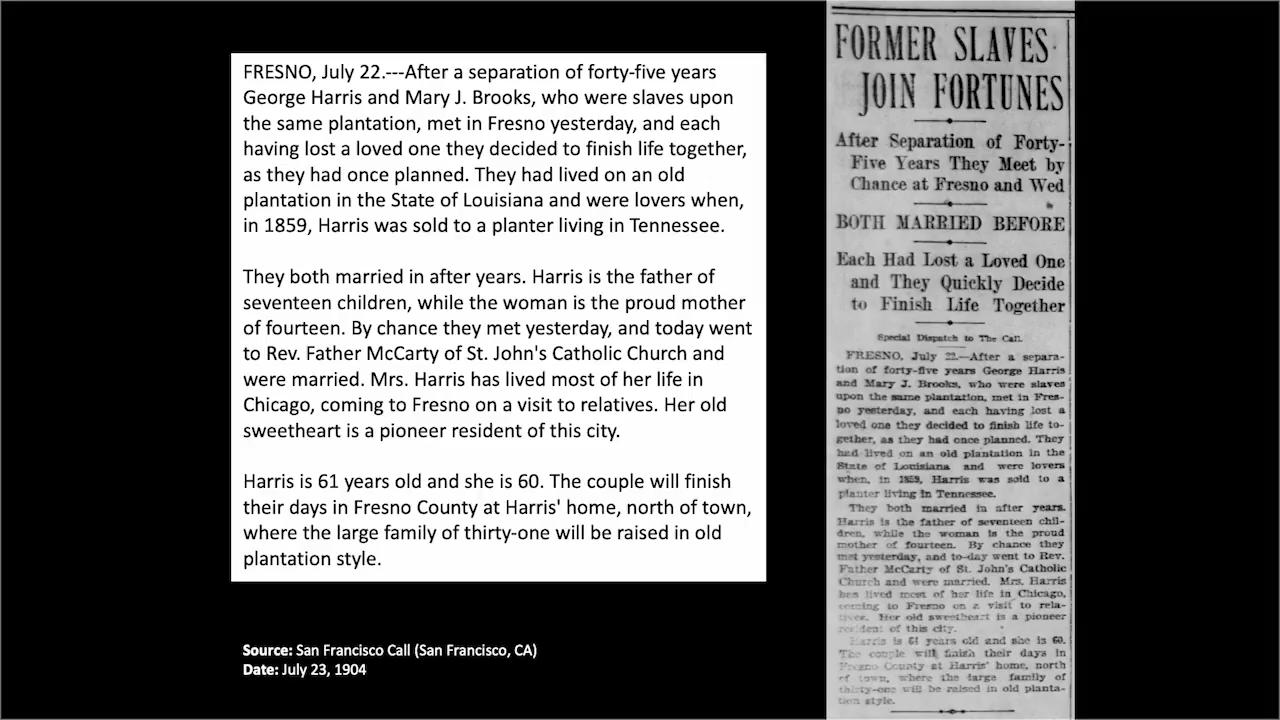 FRESNO, July 22.---After a separation of forty-five years
George Harris and Mary J. Brooks, who were slaves upon
the same plantation, met in Fresno yesterday, and each
having lost a loved one they decided to finish life together,
as they had once planned. They had lived on an old
plantation in the State of Louisiana and were lovers when,
in 1859, Harris was sold to a planter living in Tennessee.
They both married in after years. Harris is the father of
seventeen children, while the woman is the proud mother
of fourteen. By chance they met yesterday, and today went
to Rev. Father McCarty of St. John's Catholic Church and
were married. Mrs. Harris has lived most of her life in
Chicago, coming to Fresno on a visit to relatives. Her old
sweetheart is a pioneer resident of this city.
Harris is 61 years old and she is 60. The couple will finish
their days in Fresno County at Harris' home, north of town,
where the large family of thirty-one will be raised in old
plantation style.
Source: San Francisco Call (San Francisco, CA)
Date: July 23, 1904
FORMER SLAVES
JOIN FORTUNES
After Separation of Forty-
Five Years They Meet by
Chance at Fresno and Wed
BOTH MARRIED BEFORE
Each Had Lost a Loved One
and They Quickly Decide
to Finish Life Together
Special Dispatch to The Call.
FRESNO, July 22.—After a separa-
tion of forty-five years George Harris
and Mary J. Brooks, who were slaves
upon the same plantation, met in Fres-
no yesterday, and each having lost a
loved one they decided to finish life to-
gether, as they had once planned. They
had lived on an old plantation in the
State of Louisiana and were lovers
when, in 1859, Harris was sold to a
planter living in Tennessee.
They both married in after years.
Harris is the father of seventeen chil-
dren, while the woman is the proud
mother of fourteen. By chance they
met yesterday, and to-day went to Rev.
Father McCarty of St. John's Catholic
Church and were married. Mrs. Harris
has lived most of her life in Chicago,
coming to Fresno on a visit to rela-
tives. Her old sweetheart is a pioneer
resident of this city.
Harris is 61 years old and she is 60.
The couple will finish their days in
Fresno County at Harris' home, north
of town, where the large family of
thirty-one will be raised in old planta-
tion style.